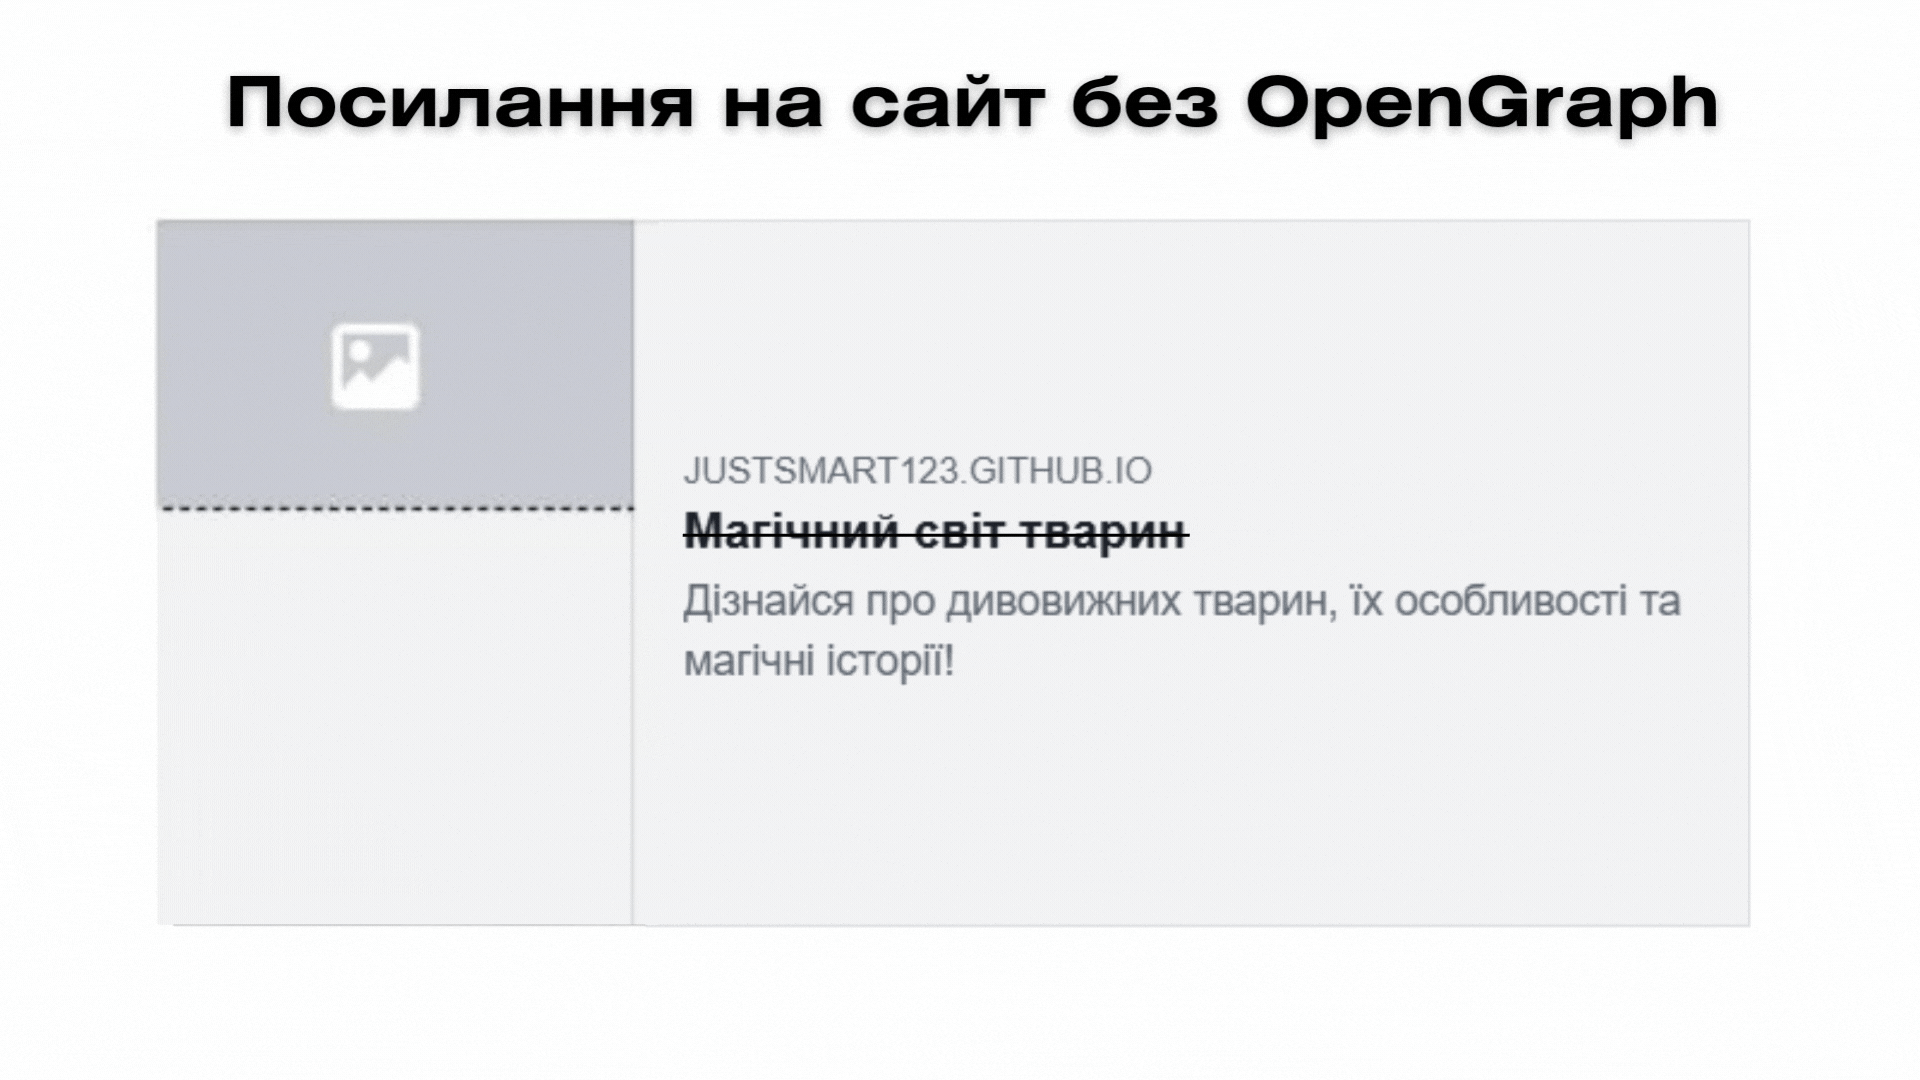 Посилання на сайт без OpenGraph
JUSTSMART123.GITHUB.IO
Магічний світ тварин
Дізнайся про дивовижних тварин, їх особливості та
магічні історії!